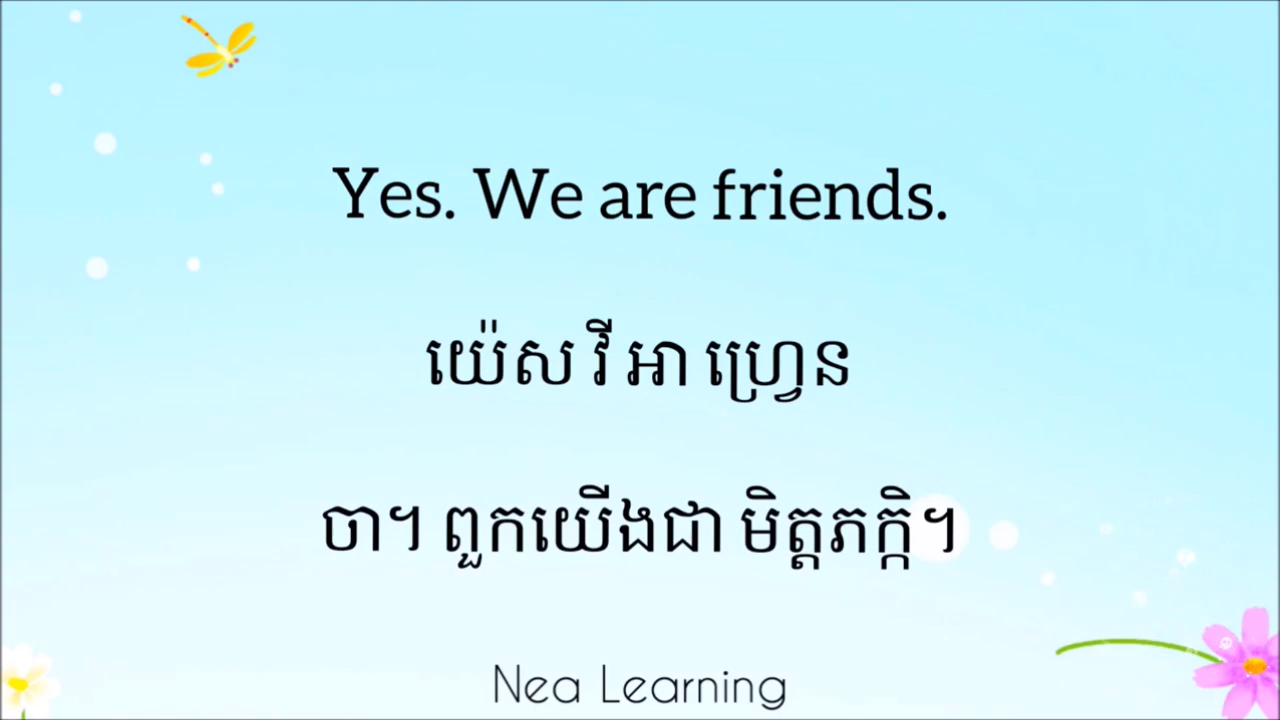 Yes. We are friends.
យ៉េស វី អា ហ្វ្រេន
ចា។ ពួកយើងជា មិត្តភក្កិ។
Nea Learning